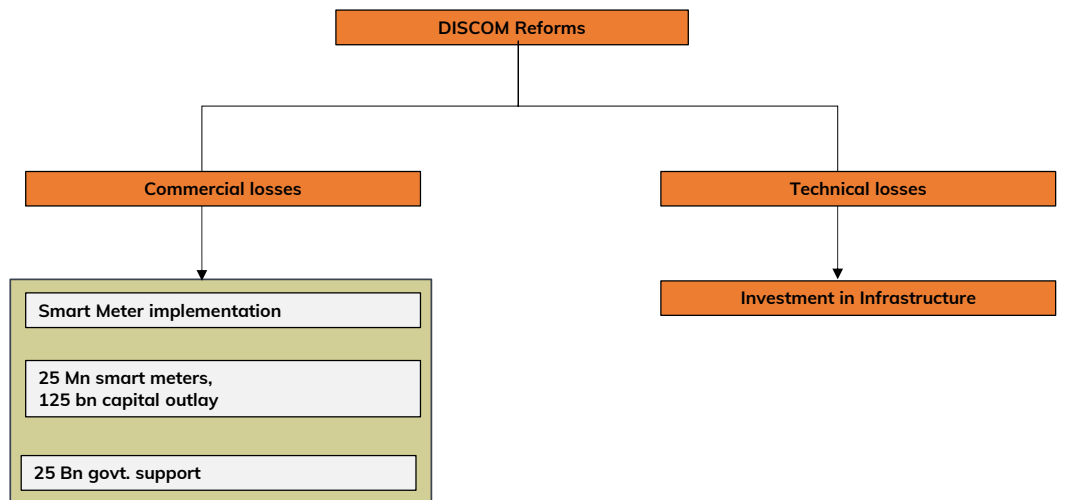 DISCOM Reforms
Commercial losses
Technical losses
Smart Meter implementation
25 Mn smart meters,
125 bn capital outlay
25 Bn govt. support
Investment in Infrastructure